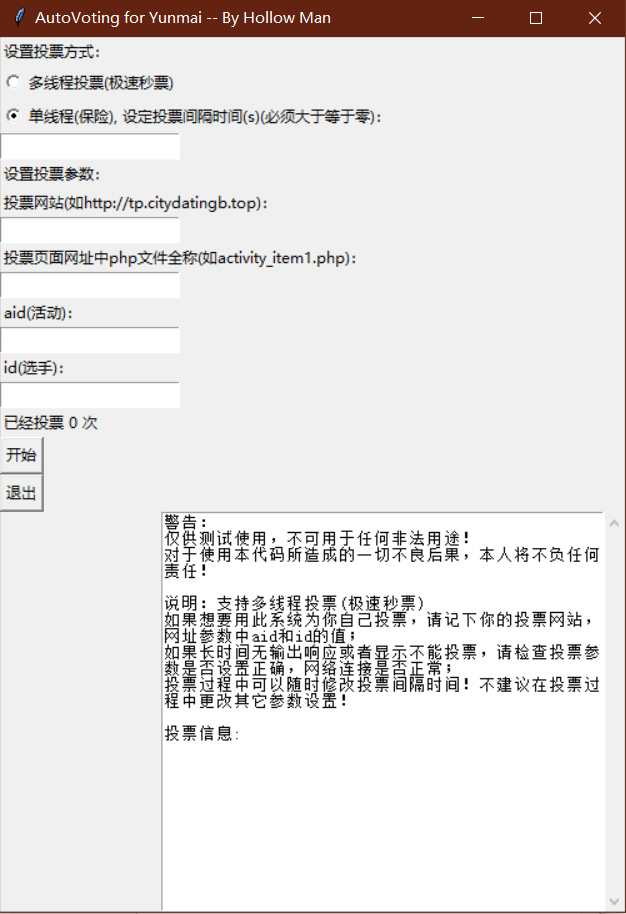 AutoVoting for Yunmai -- By Hollow Man
设置投票方式：
多线程投票(极速秒票)
单线程(保险), 设定投票间隔时间(s)(必须大于等于零)：
设置投票参数：
投票网站(如http://tp.citydatingb.top)：
投票页面网址中php文件全称(如activity_item1.php)：
aid(活动)：
id(选手)：
已经投票 0 次
开始
退出
警告：
仅供测试使用，不可用于任何非法用途！
对于使用本代码所造成的一切不良后果，本人将不负任何
责任！
说明：支持多线程投票(极速秒票)
如果想要用此系统为你自己投票，请记下你的投票网站，
网址参数中aid和id的值；
如果长时间无输出响应或者显示不能投票，请检查投票参
数是否设置正确，网络连接是否正常；
投票过程中可以随时修改投票间隔时间！不建议在投票过
程中更改其它参数设置！
投票信息: